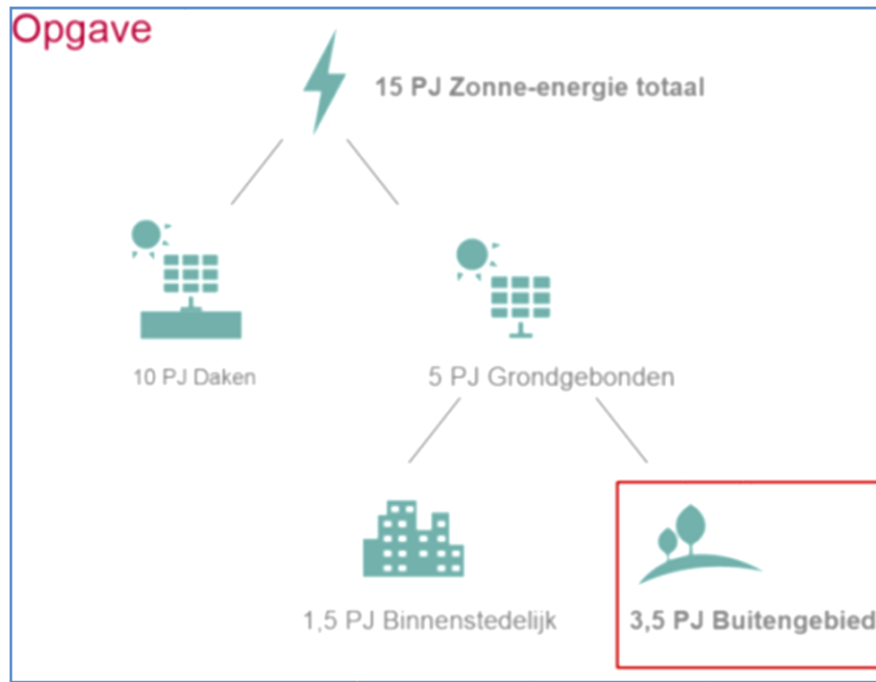 Opgave
15 PJ Zonne-energie totaal
10 PJ Daken
5 PJ Grondgebonden
1,5 PJ Binnenstedelijk
3,5 PJ Buitengebied